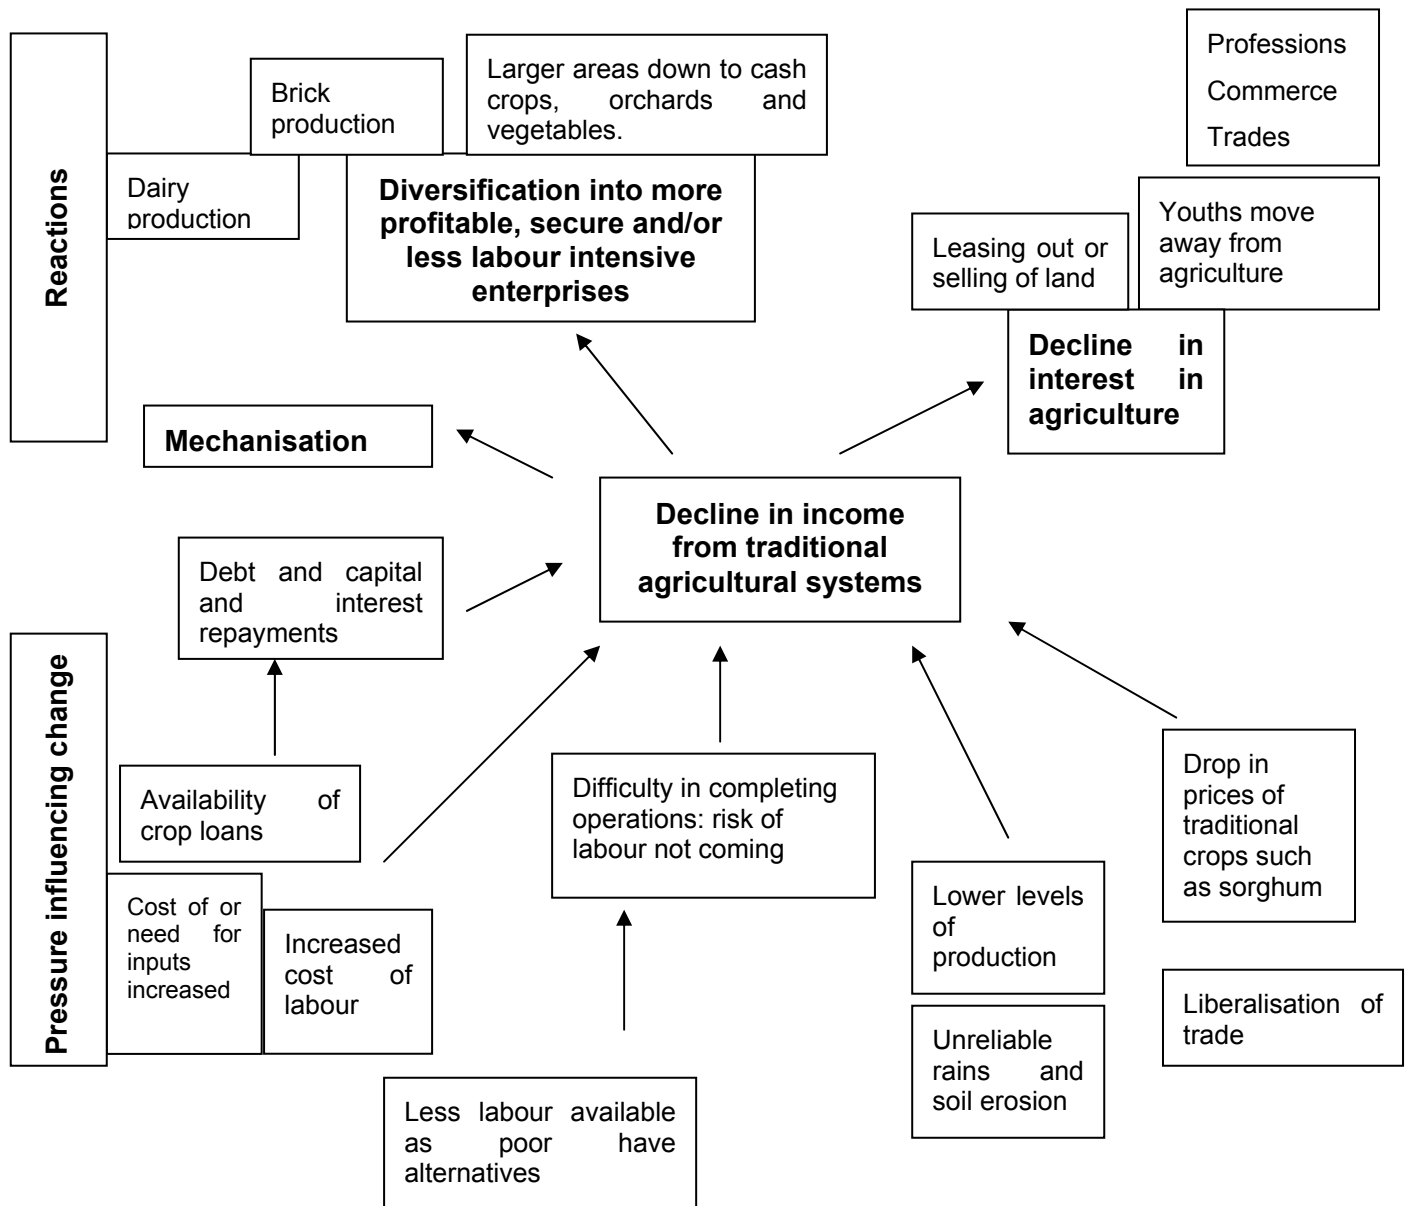 Professions
Commerce
Trades
Reactions
Brick
production
Larger areas down to cash
crops, orchards and
vegetables.
Dairy
production
Diversification into more
profitable, secure and/or
less labour intensive
enterprises
Leasing out or
selling of land
Youths move
away from
agriculture
Decline in
interest in
agriculture
Mechanisation
Decline in income
from traditional
agricultural systems
Debt and capital
and interest
repayments
Pressure influencing change
Availability of
crop loans
Difficulty in completing
operations: risk of
labour not coming
Drop in
prices of
traditional
crops such
as sorghum
Cost of or
need for
inputs
increased
Increased
cost of
labour
Lower levels
of
production
Liberalisation of
trade
Unreliable
rains and
soil erosion
Less labour available
as poor have
alternatives